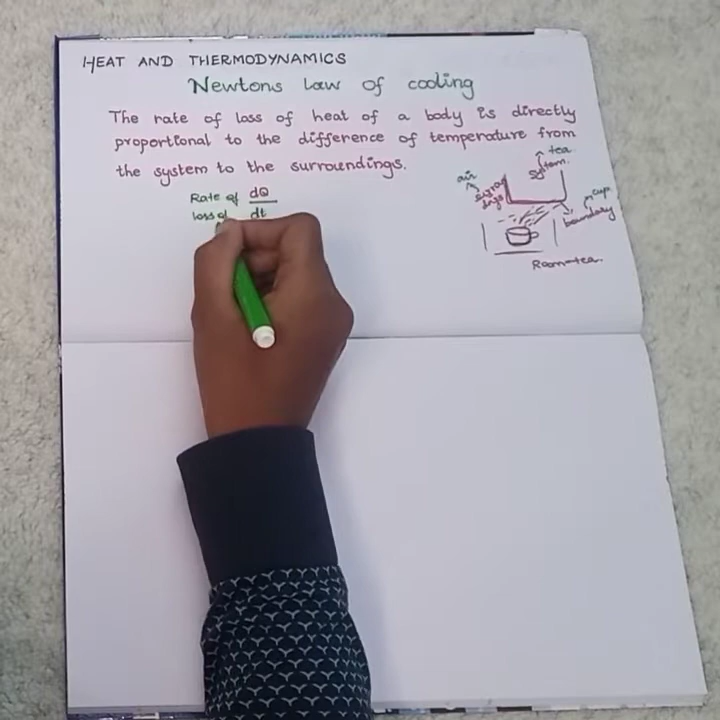 HEAT AND THERMODYNAMICS
Newtons law of cooling
The rate of loss of heat of a body is directly
proportional to the difference of temperature from
the system to the surroundings.
Rate of dQ
loss of dt
tea
system.
air
cup
boundary
Room-tea.